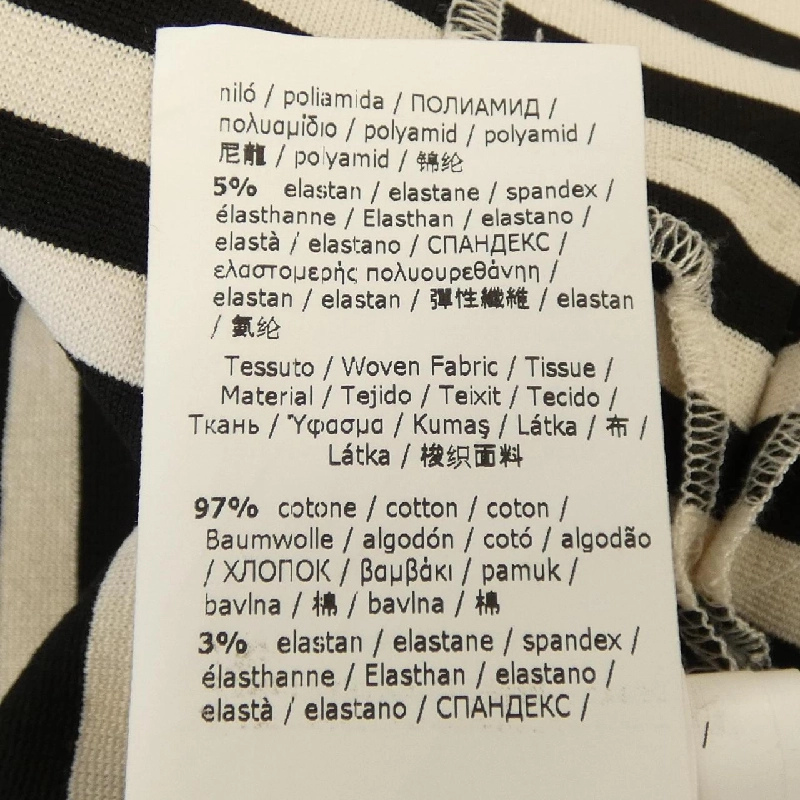 niló / poliamida / ПОЛИАМИД /
πολυαμίδιο / polyamid / polyamid /
尼龍 / polyamid / 锦纶
5% elastan / elastane / spandex /
élasthanne / Elasthan / elastano /
elastà / elastano / СПАНДЕКС /
ελαστομερής πολυουρεθάνηη /
elastan / elastan / 彈性纖維 / elastan
/ 氨纶
Tessuto / Woven Fabric / Tissue /
Material / Tejido / Teixit / Tecido /
Ткань / Ύφασμα / Kumaş / Látka / 布 /
Látka / 梭织面料
97% cotone / cotton / coton /
Baumwolle / algodón / cotó / algodão
/ ХЛОПОК / βαμβάκι / pamuk /
bavlna / 棉 / bavlna / 棉
3% elastan / elastane / spandex /
élasthanne / Elasthan / elastano /
elastà / elastano / СПАНДЕКС /